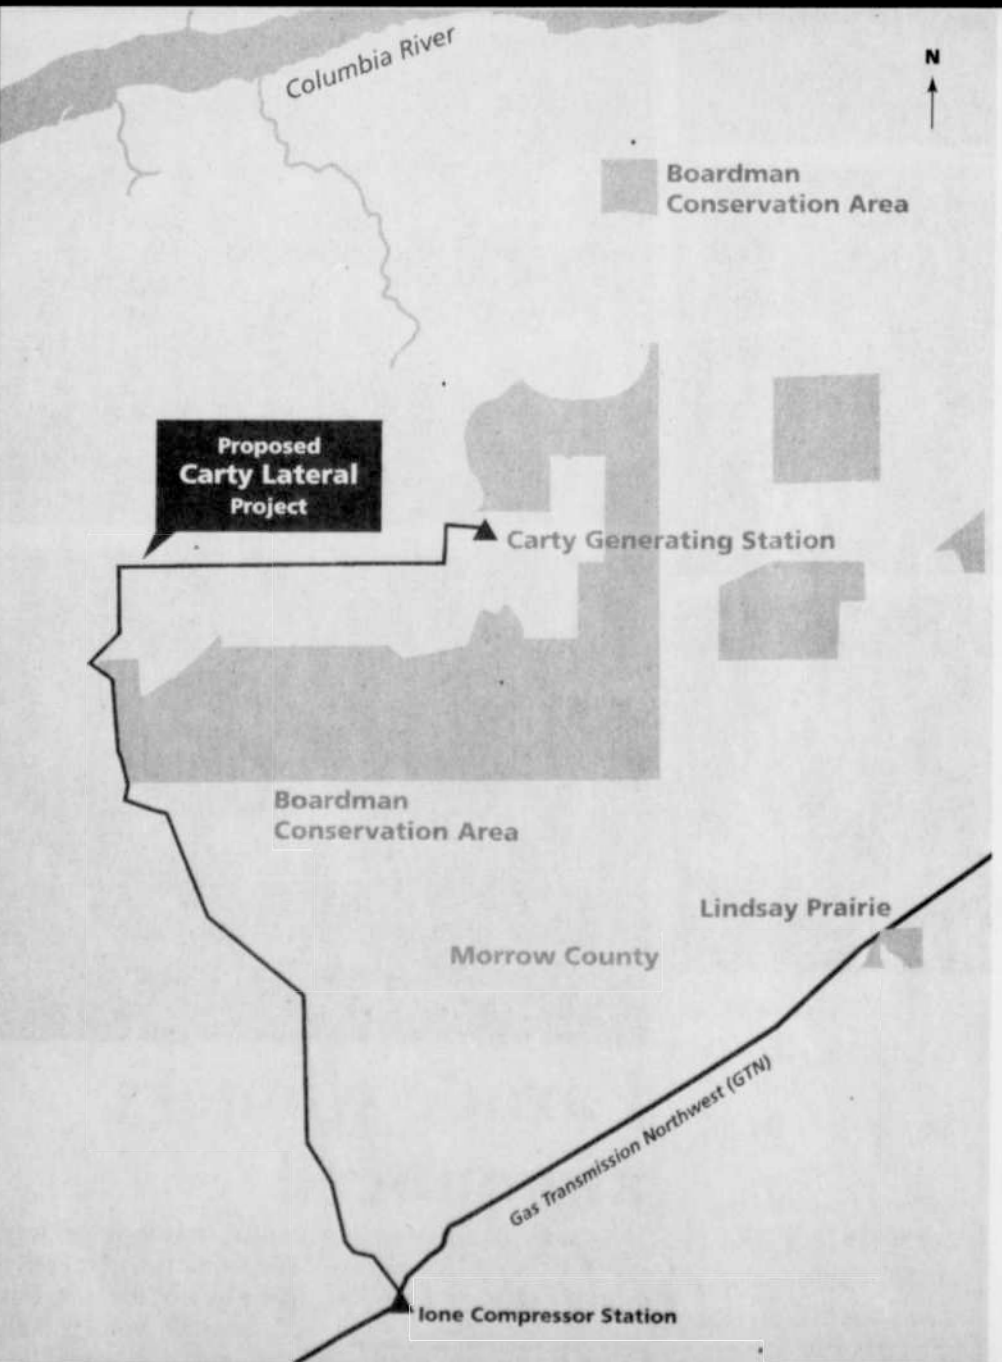 Columbia River
N
Boardman
Conservation Area
Proposed
Carty Lateral
Project
Carty Generating Station
Boardman
Conservation Area
Lindsay Prairie
Morrow County
Gas Transmission Northwest (GTN)
Ione Compressor Station